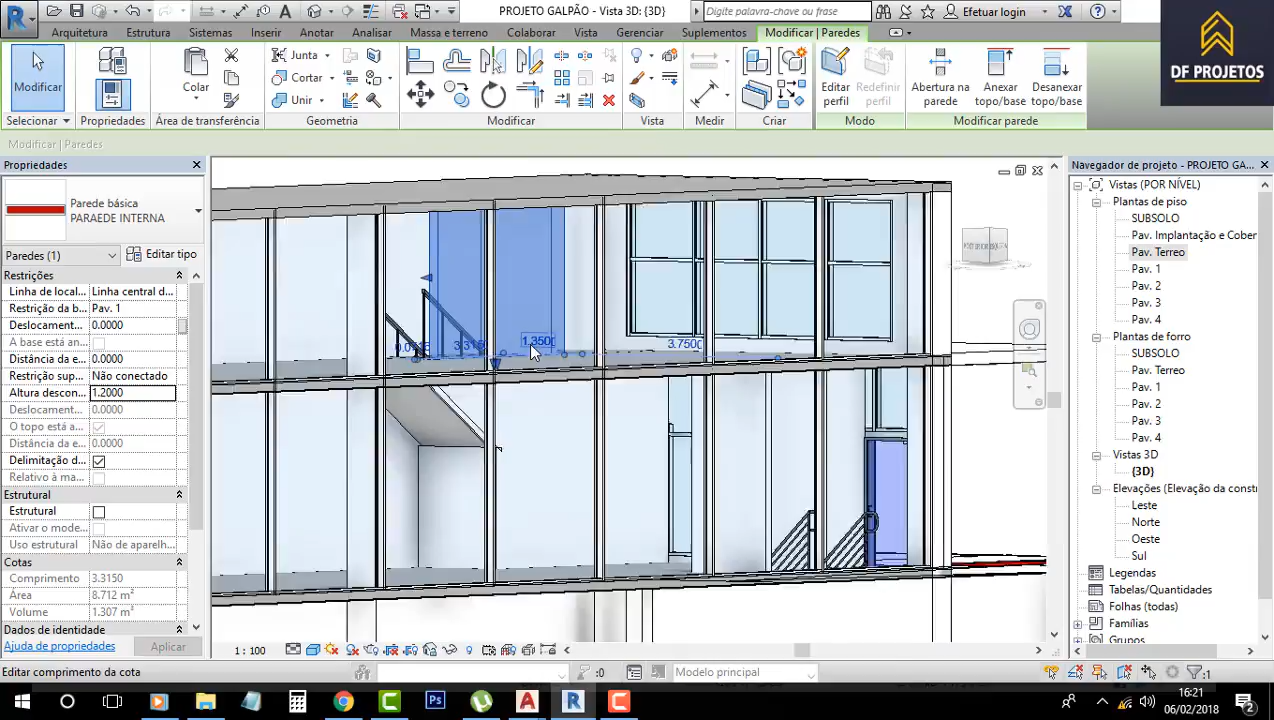 PROJETO GALPÃO - Vista 3D: {3D}
Digite palavra-chave ou frase
Efetuar login
Arquitetura
Estrutura
Sistemas
Inserir
Anotar
Analisar
Massa e terreno
Colaborar
Vista
Gerenciar
Suplementos
Modificar | Paredes
DF PROJETOS
Modificar
Selecionar
Propriedades
Colar
Área de transferência
Junta
Cortar
Unir
Geometria
Modificar
Vista
Medir
Criar
Editar
perfil
Redefinir
perfil
Modo
Abertura na
parede
Anexar
topo/base
Desanexar
topo/base
Modificar parede
Modificar | Paredes
Propriedades
Parede básica
PARAEDE INTERNA
Paredes (1)
Editar tipo
Restrições
Linha de local... Linha central d...
Restrição da b... Pav. 1
Deslocament... 0.0000
A base está an...
Distância da e... 0.0000
Restrição sup... Não conectado
Altura descon... 1.2000
Deslocament... 0.0000
O topo está a...
Distância da e... 0.0000
Delimitação d...
Relativo à ma...
Estrutural
Estrutural
Ativar o mode...
Uso estrutural Não de aparelh...
Cotas
Comprimento 3.3150
Área 8.712 m²
Volume 1.307 m³
Dados de identidade
Ajuda de propriedades
Aplicar
1.350
3.750
Navegador de projeto - PROJETO GA...
Vistas (POR NÍVEL)
Plantas de piso
SUBSOLO
Pav. Implantação e Cober
Pav. Terreo
Pav. 1
Pav. 2
Pav. 3
Pav. 4
Plantas de forro
SUBSOLO
Pav. Terreo
Pav. 1
Pav. 2
Pav. 3
Pav. 4
Vistas 3D
{3D}
Elevações (Elevação da constr
Leste
Norte
Oeste
Sul
Legendas
Tabelas/Quantidades
Folhas (todas)
Famílias
Grupos
1 : 100
Editar comprimento da cota
:0
Modelo principal
:1
16:21
06/02/2018